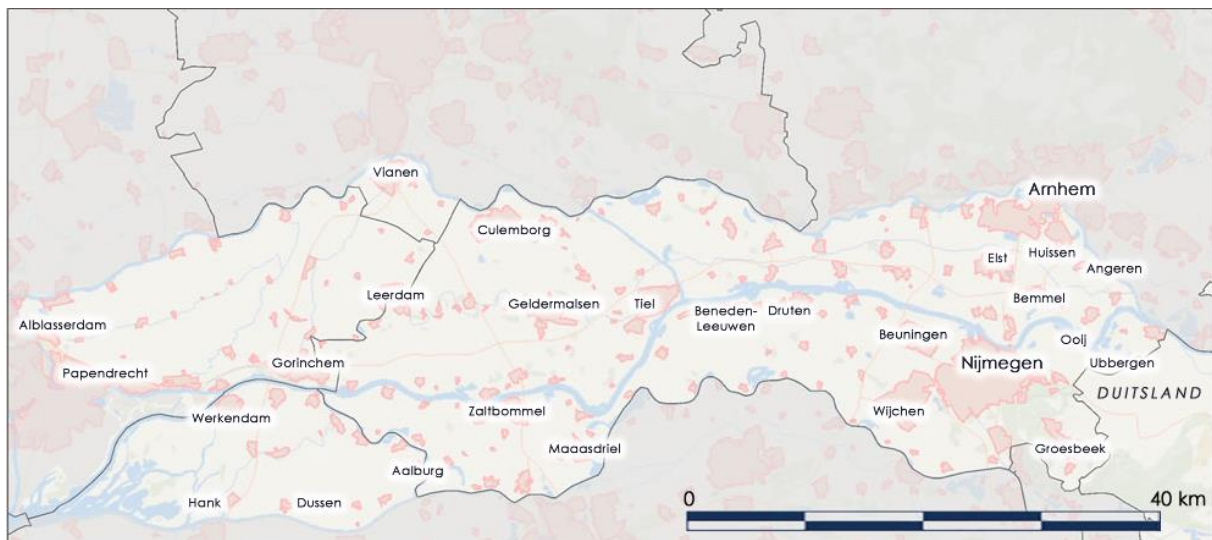 Vianen
Arnhem
Culemborg
Elst
Huissen
Angeren
Leerdam
Geldermalsen
Tiel
Beneden-
Leeuwen
Druten
Bemmel
Alblasserdam
Beuningen
Ooij
Papendrecht
Gorinchem
Nijmegen
Ubbergen
DUITSLAND
Werkendam
Zaltbommel
Wijchen
Maaasdriel
Groesbeek
Aalburg
Hank
Dussen
0
40 km